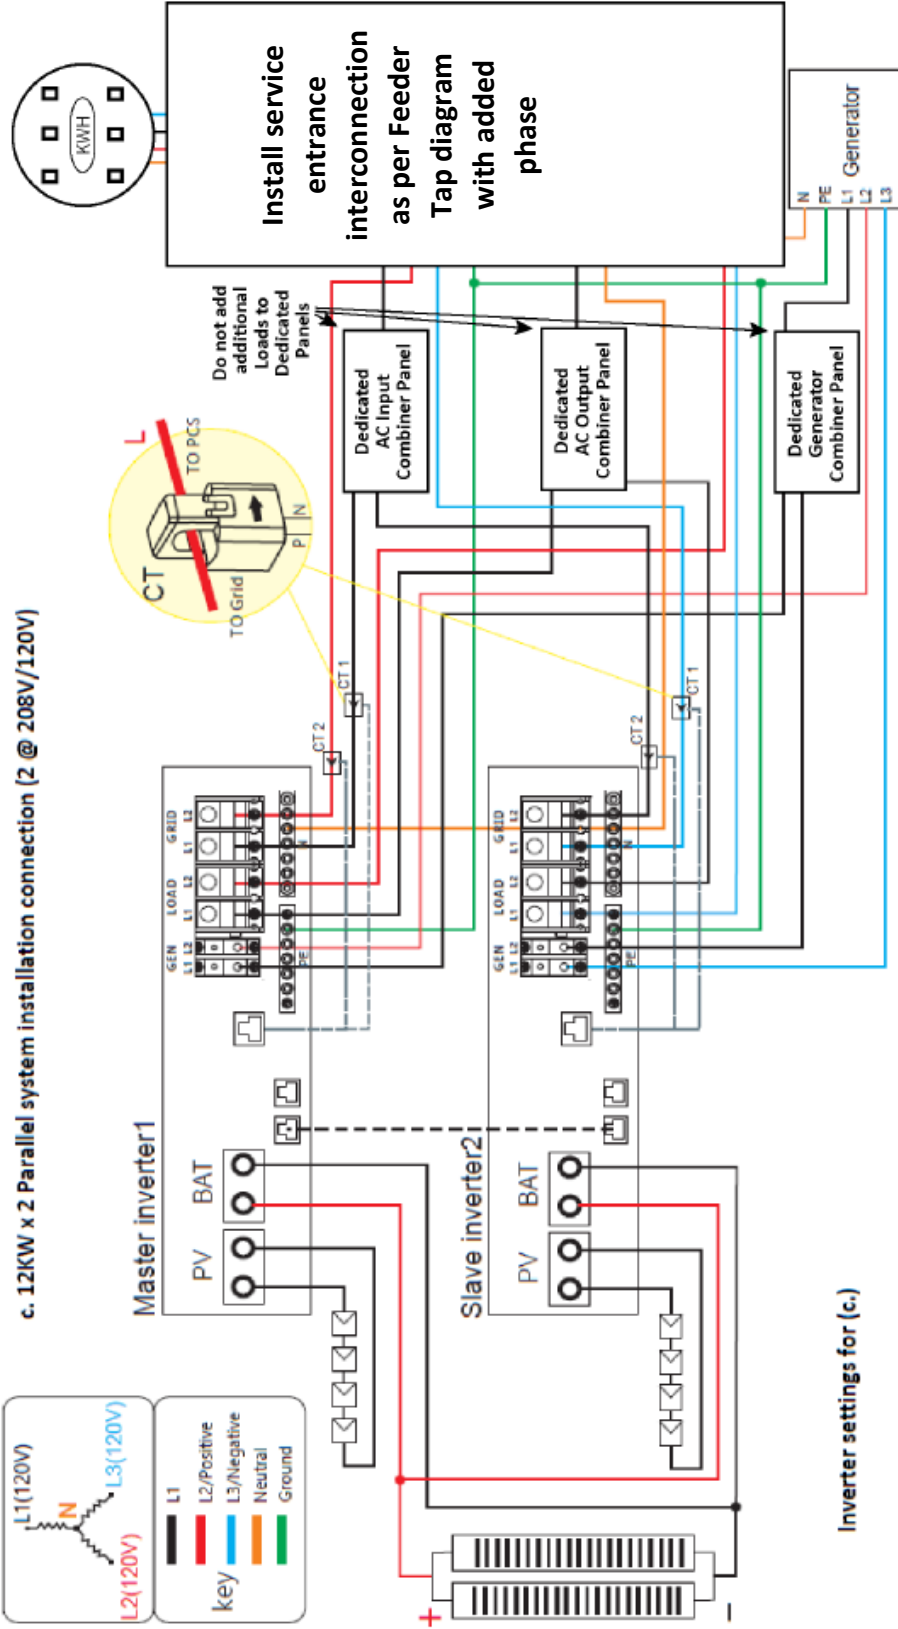 c. 12KW x 2 Parallel system installation connection (2 @ 208V/120V)
L1(120V)
N
L2(120V)
L3(120V)
key
L1
L2/Positive
L3/Negative
Neutral
Ground
Master inverter1
PV
BAT
GEN
LOAD
GRID
L1
L2
L1
L2
L1
L2
PE
N
CT 2
CT 1
CT
L
TO PCS
TO Grid
P
N
KWH
Install service
entrance
interconnection
as per Feeder
Tap diagram
with added
phase
Do not add
additional
Loads to
Dedicated
Panels
Dedicated
AC Input
Combiner Panel
Dedicated
AC Output
Combiner Panel
Dedicated
Generator
Combiner Panel
Generator
N
PE
L1
L2
L3
Slave inverter2
PV
BAT
GEN
LOAD
GRID
L1
L2
L1
L2
L1
L2
PE
N
CT 2
CT 1
+
−
Inverter settings for (c.)